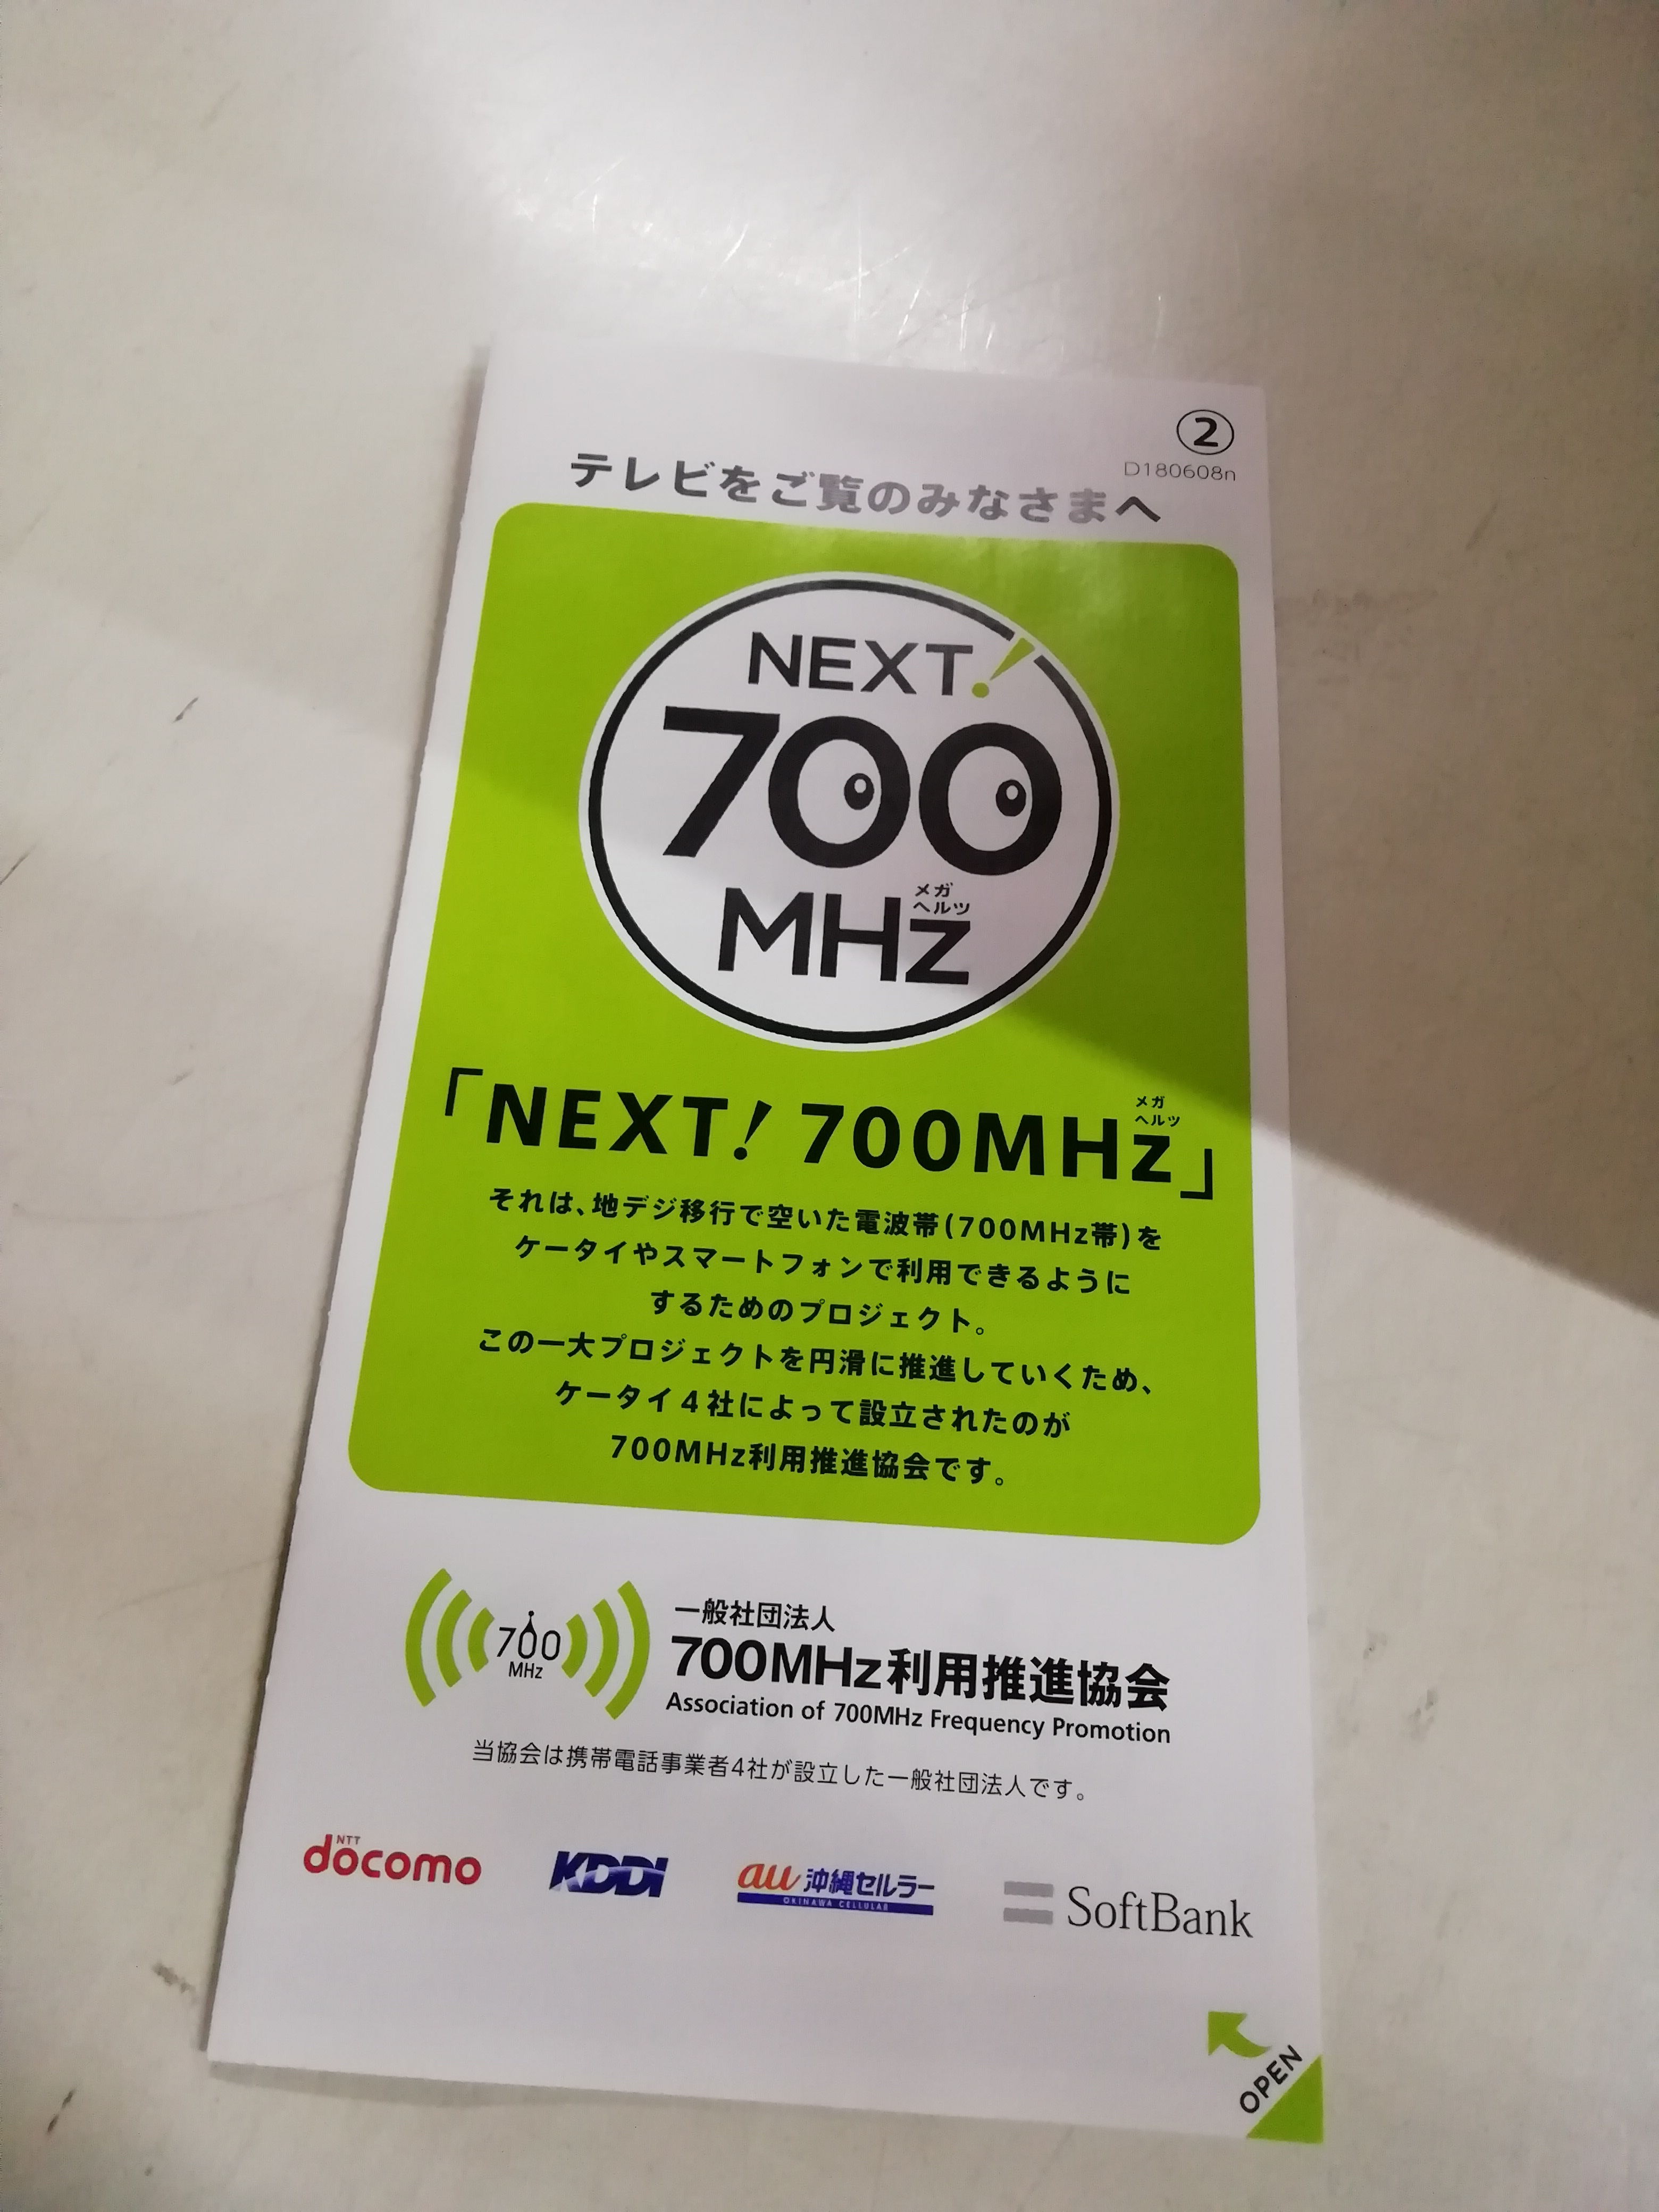 ②
D180608n
テレビをご覧のみなさまへ
NEXT!
700
メガ
ヘルツ
MHz
メガ
ヘルツ
「NEXT! 700MHz」
それは、地デジ移行で空いた電波帯(700MHz帯)を
ケータイやスマートフォンで利用できるように
するためのプロジェクト。
この一大プロジェクトを円滑に推進していくため、
ケータイ4社によって設立されたのが
700MHz利用推進協会です。
700
MHz
一般社団法人
700MHz利用推進協会
Association of 700MHz Frequency Promotion
当協会は携帯電話事業者4社が設立した一般社団法人です。
NTT
docomo
KDDI
au 沖縄セルラー
OKINAWA CELLULAR
SoftBank
OPEN